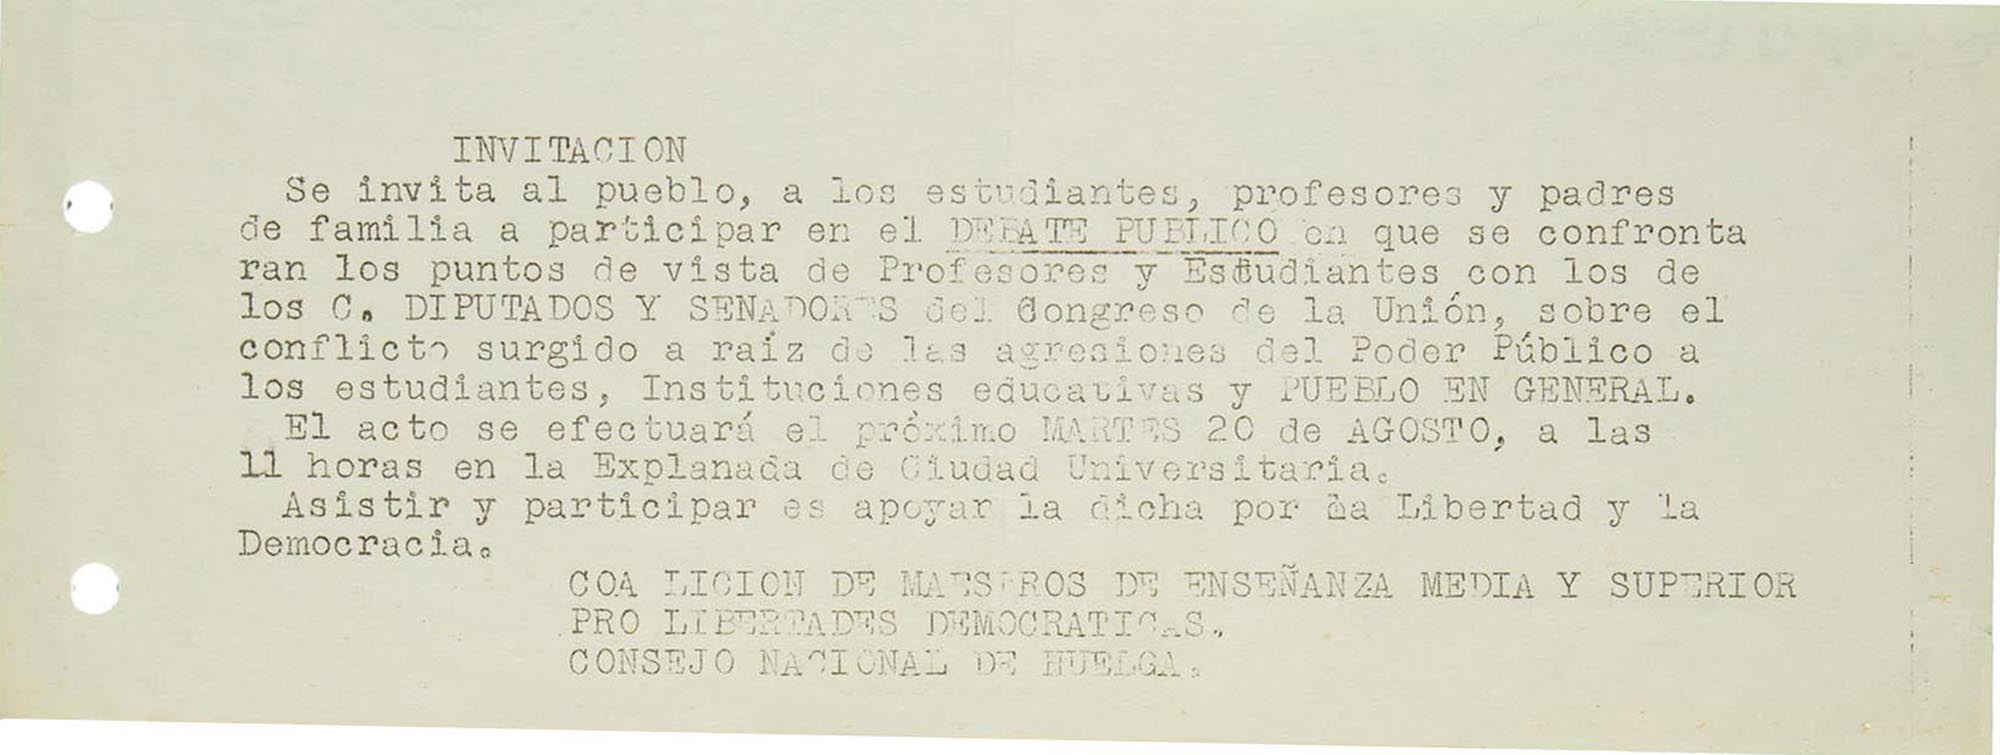 INVITACION
Se invita al pueblo, a los estudiantes, profesores y padres
de familia a participar en el DEBATE PUBLICO en que se confronta
ran los puntos de vista de Profesores y Estudiantes con los de
los C. DIPUTADOS Y SENADORES del Congreso de la Unión, sobre el
conflicto surgido a raíz de las agresiones del Poder Público a
los estudiantes, Instituciones educativas y PUEBLO EN GENERAL.
El acto se efectuará el próximo MARTES 20 de AGOSTO, a las
11 horas en la Explanada de Ciudad Universitaria.
Asistir y participar es apoyar la dicha por la Libertad y la
Democracia.
COA LICION DE MAESTROS DE ENSEÑANZA MEDIA Y SUPERIOR
PRO LIBERTADES DEMOCRATICAS.
CONSEJO NACIONAL DE HUELGA.